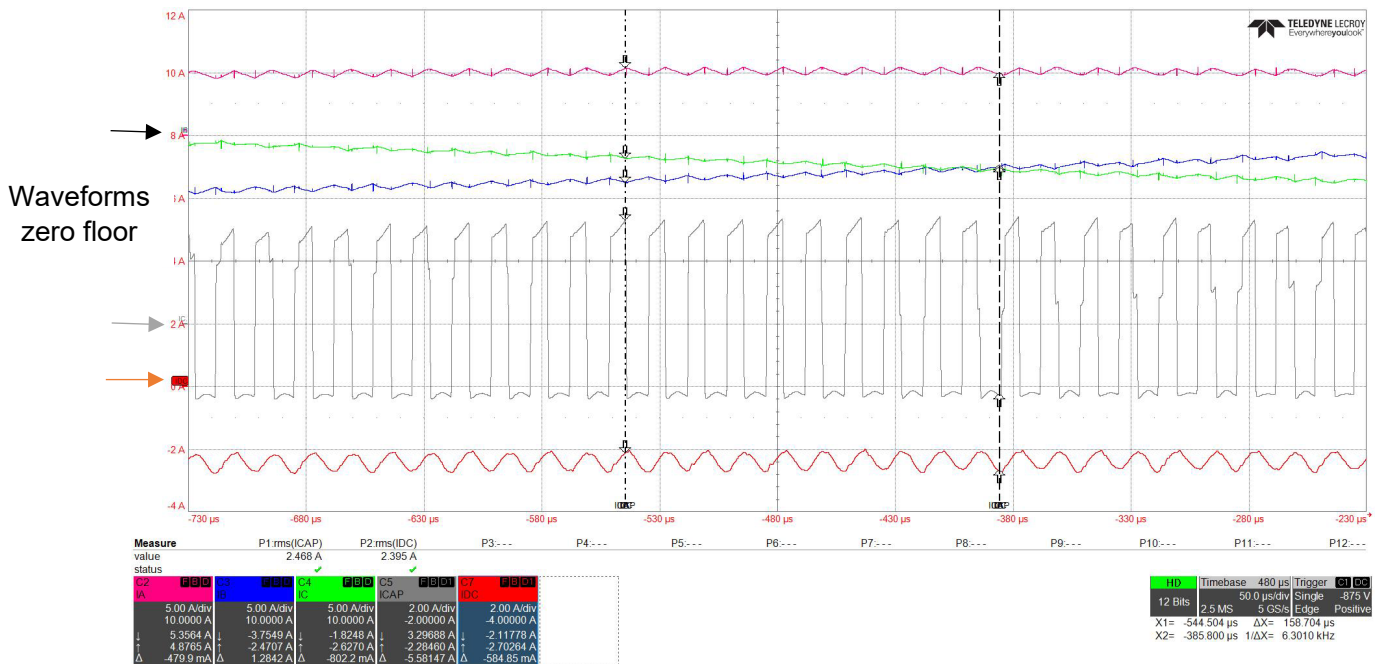 12 A
TELEDYNE LECROY
Everywhereyoulook™
10 A
8 A
Waveforms
zero floor
2 A
0 A
-2 A
-4 A
-730 µs -680 µs -630 µs -580 µs -530 µs -480 µs -430 µs -380 µs -330 µs -280 µs -230 µs
Measure P1:rms(ICAP) P2:rms(IDC) P3:--- P4:--- P5:--- P6:--- P7:--- P8:--- P9:--- P10:--- P11:--- P12:---
value 2.468 A 2.395 A
status
C2 F B D C3 F B D C4 F B D C5 F B D1 C7 F B D1
IA IB IC ICAP IDC
5.00 A/div 5.00 A/div 5.00 A/div 2.00 A/div 2.00 A/div
10.0000 A 10.0000 A 10.0000 A -2.00000 A -4.00000 A
↓ 5.3564 A ↓ -3.7549 A ↓ -1.8248 A ↓ 3.29688 A ↓ -2.11778 A
↑ 4.8765 A ↑ -2.4707 A ↑ -2.6270 A ↑ -2.28460 A ↑ -2.70264 A
Δ -479.9 mA Δ 1.2842 A Δ -802.2 mA Δ -5.58147 A Δ -584.85 mA
HD Timebase 480 µs Trigger C1 DC
12 Bits 50.0 µs/div Single -875 V
2.5 MS 5 GS/s Edge Positive
X1= -544.504 µs ΔX= 158.704 µs
X2= -385.800 µs 1/ΔX= 6.3010 kHz